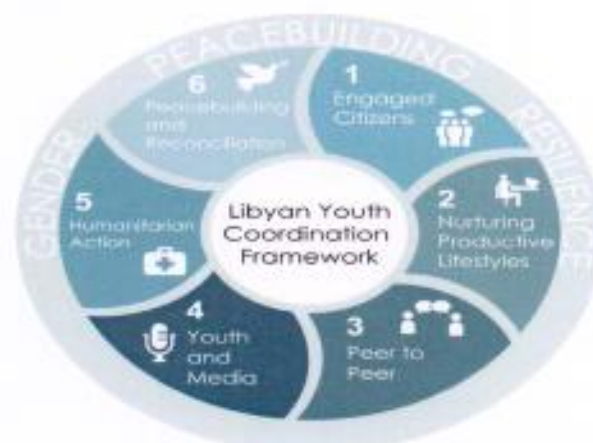 GENDER
PEACEBUILDING
RESILIENCE
Libyan Youth
Coordination
Framework
1
Engaged
Citizens
2
Nurturing
Productive
Lifestyles
3
Peer to
Peer
4
Youth
and
Media
5
Humanitarian
Action
6
Peacebuilding
and
Reconciliation